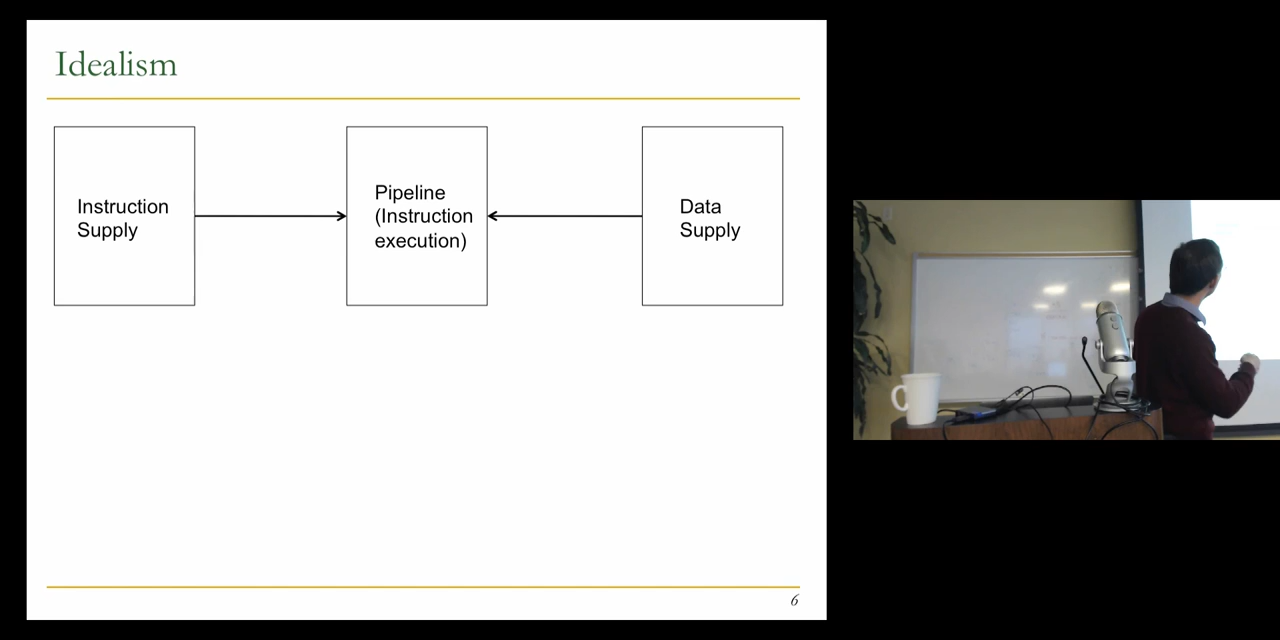 Idealism
Instruction
Supply
Pipeline
(Instruction
execution)
Data
Supply
6